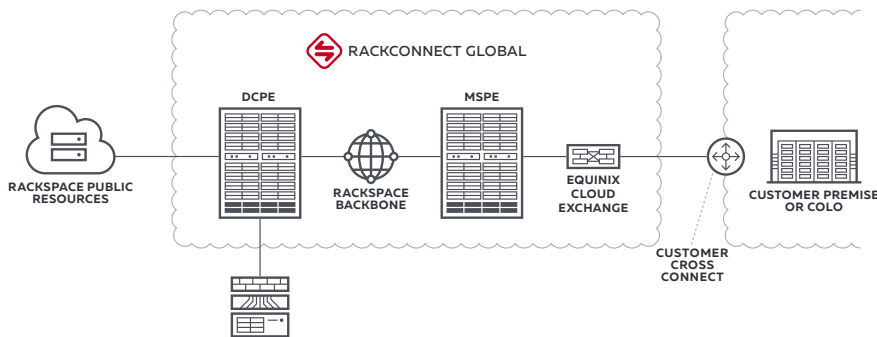 RACKCONNECT GLOBAL
DCPE
MSPE
RACKSPACE PUBLIC
RESOURCES
RACKSPACE
BACKBONE
EQUINIX
CLOUD
EXCHANGE
CUSTOMER PREMISE
OR COLO
CUSTOMER
CROSS
CONNECT